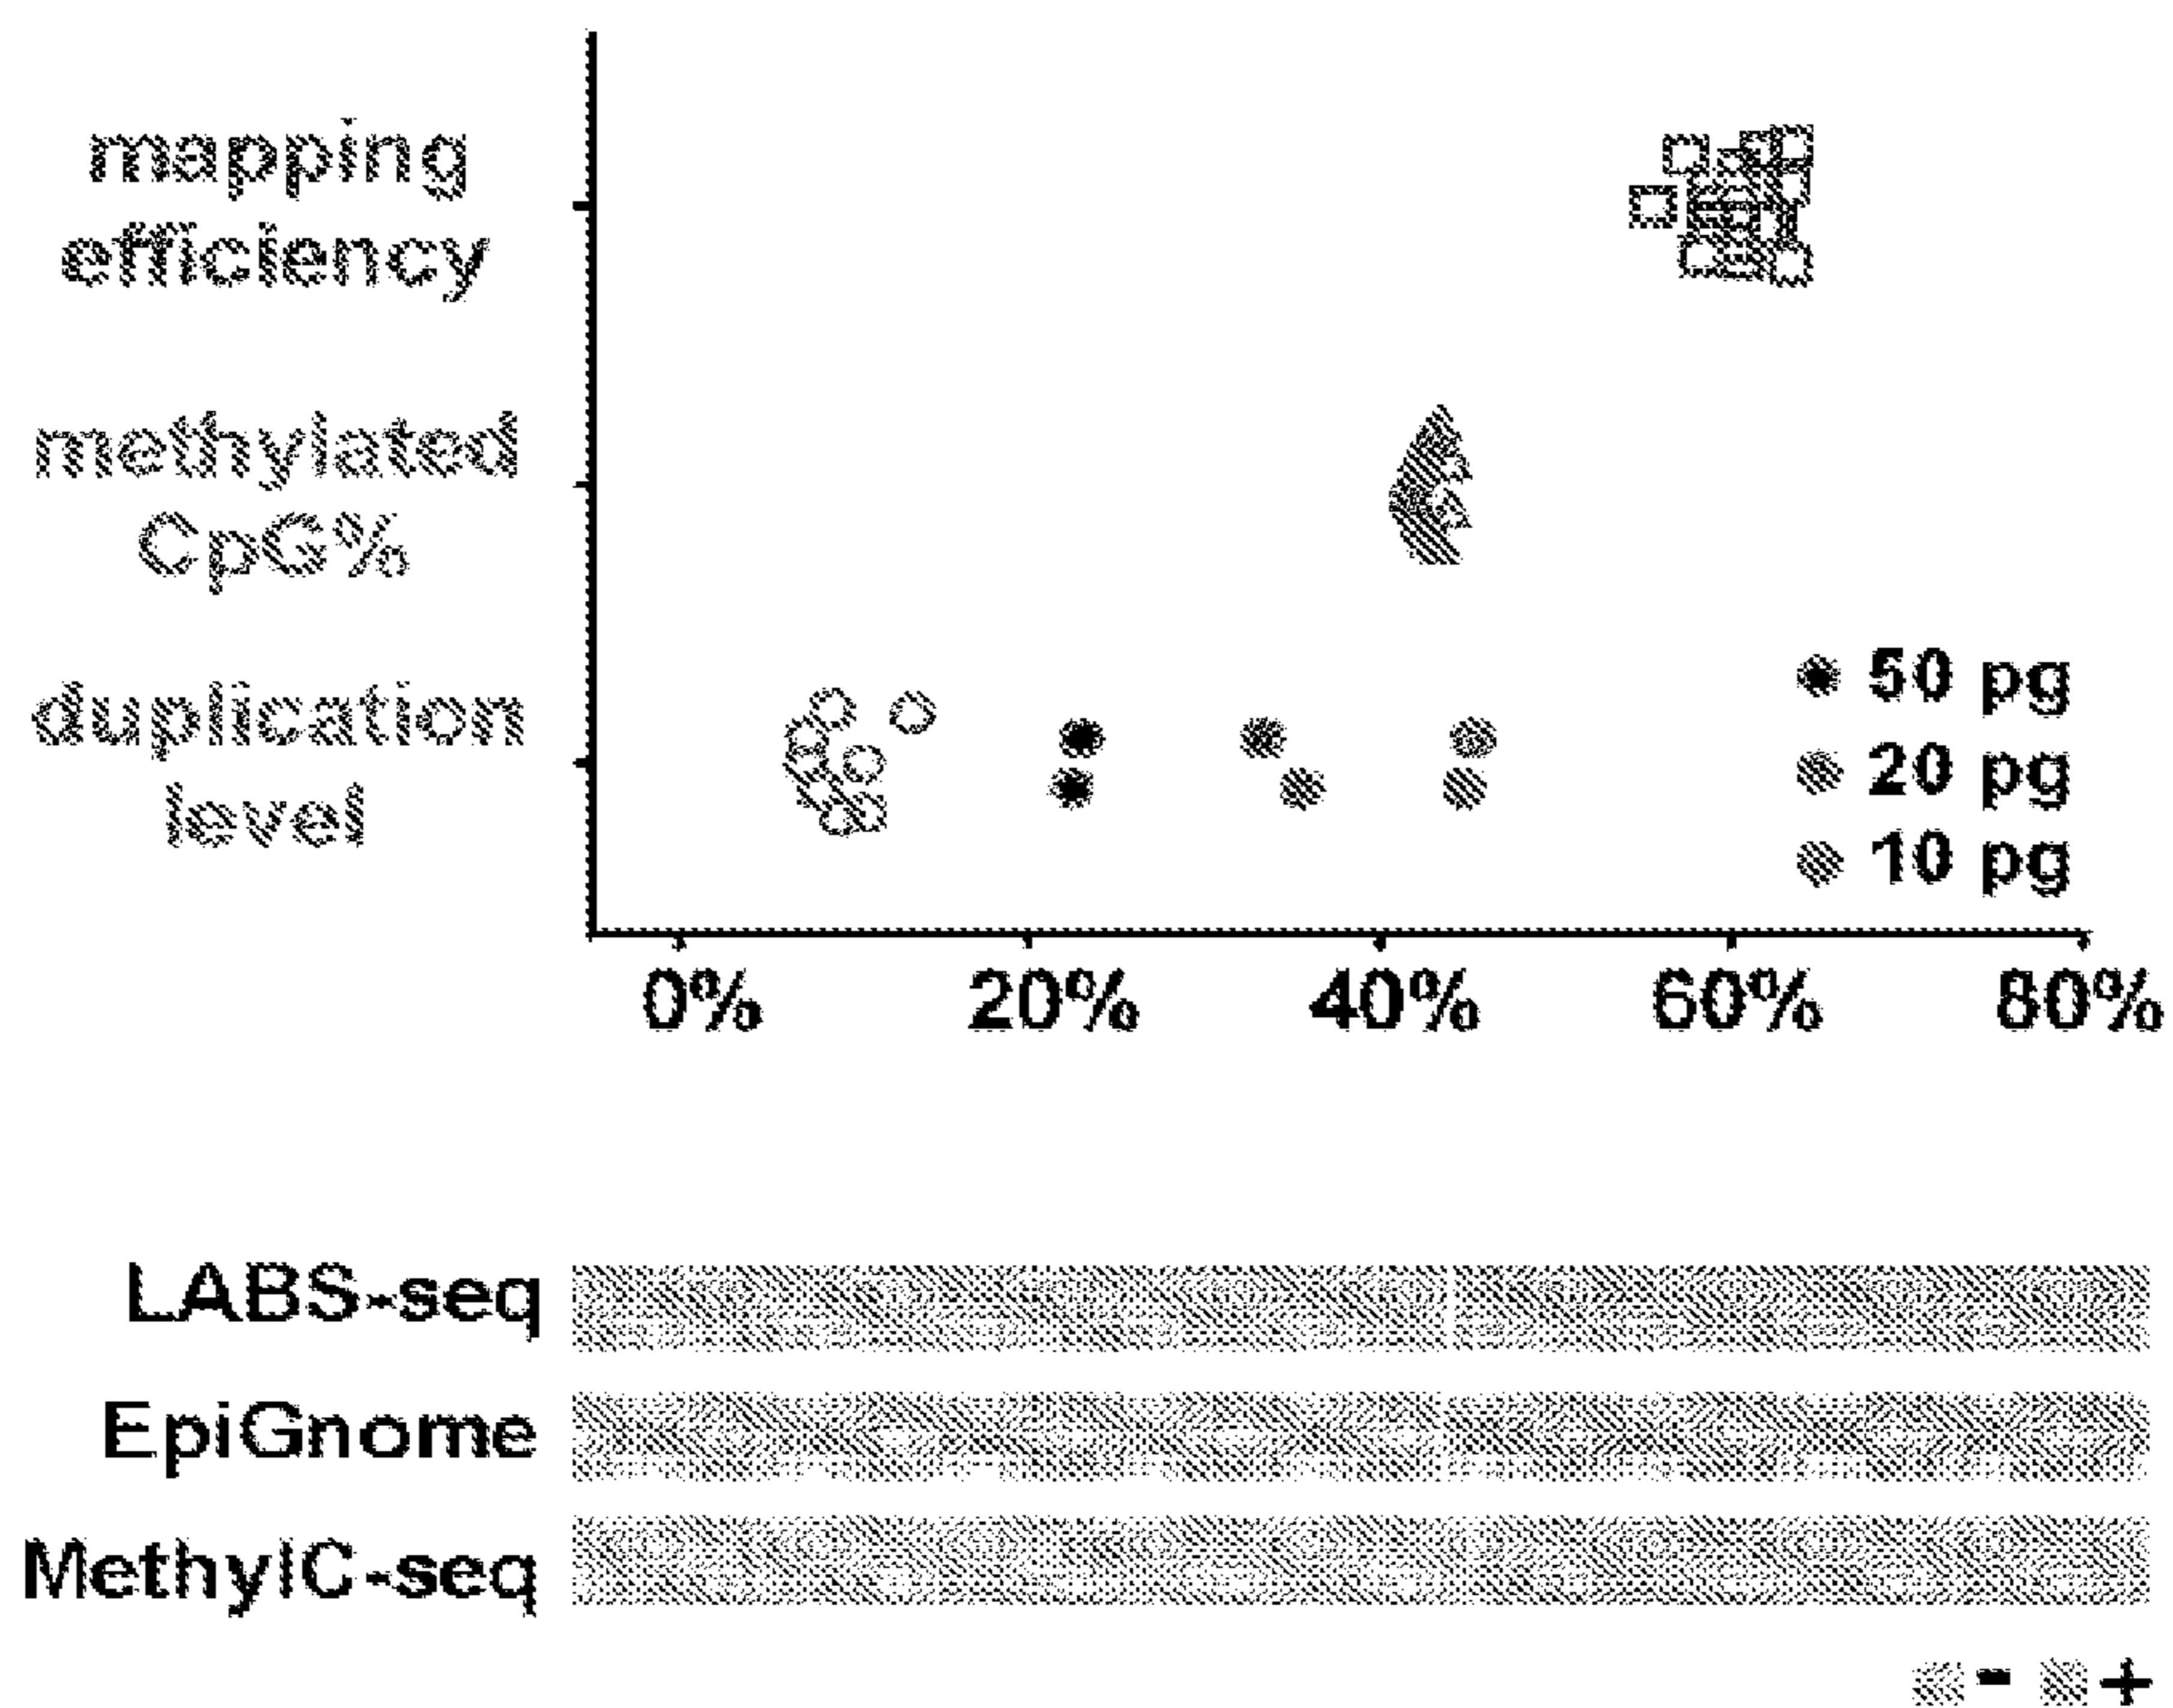 mapping
efficiency
methylated
CpG%
duplication
level
50 pg
20 pg
10 pg
0% 20% 40% 60% 80%
LABS-seq
EpiGnome
MethylC-seq
- +